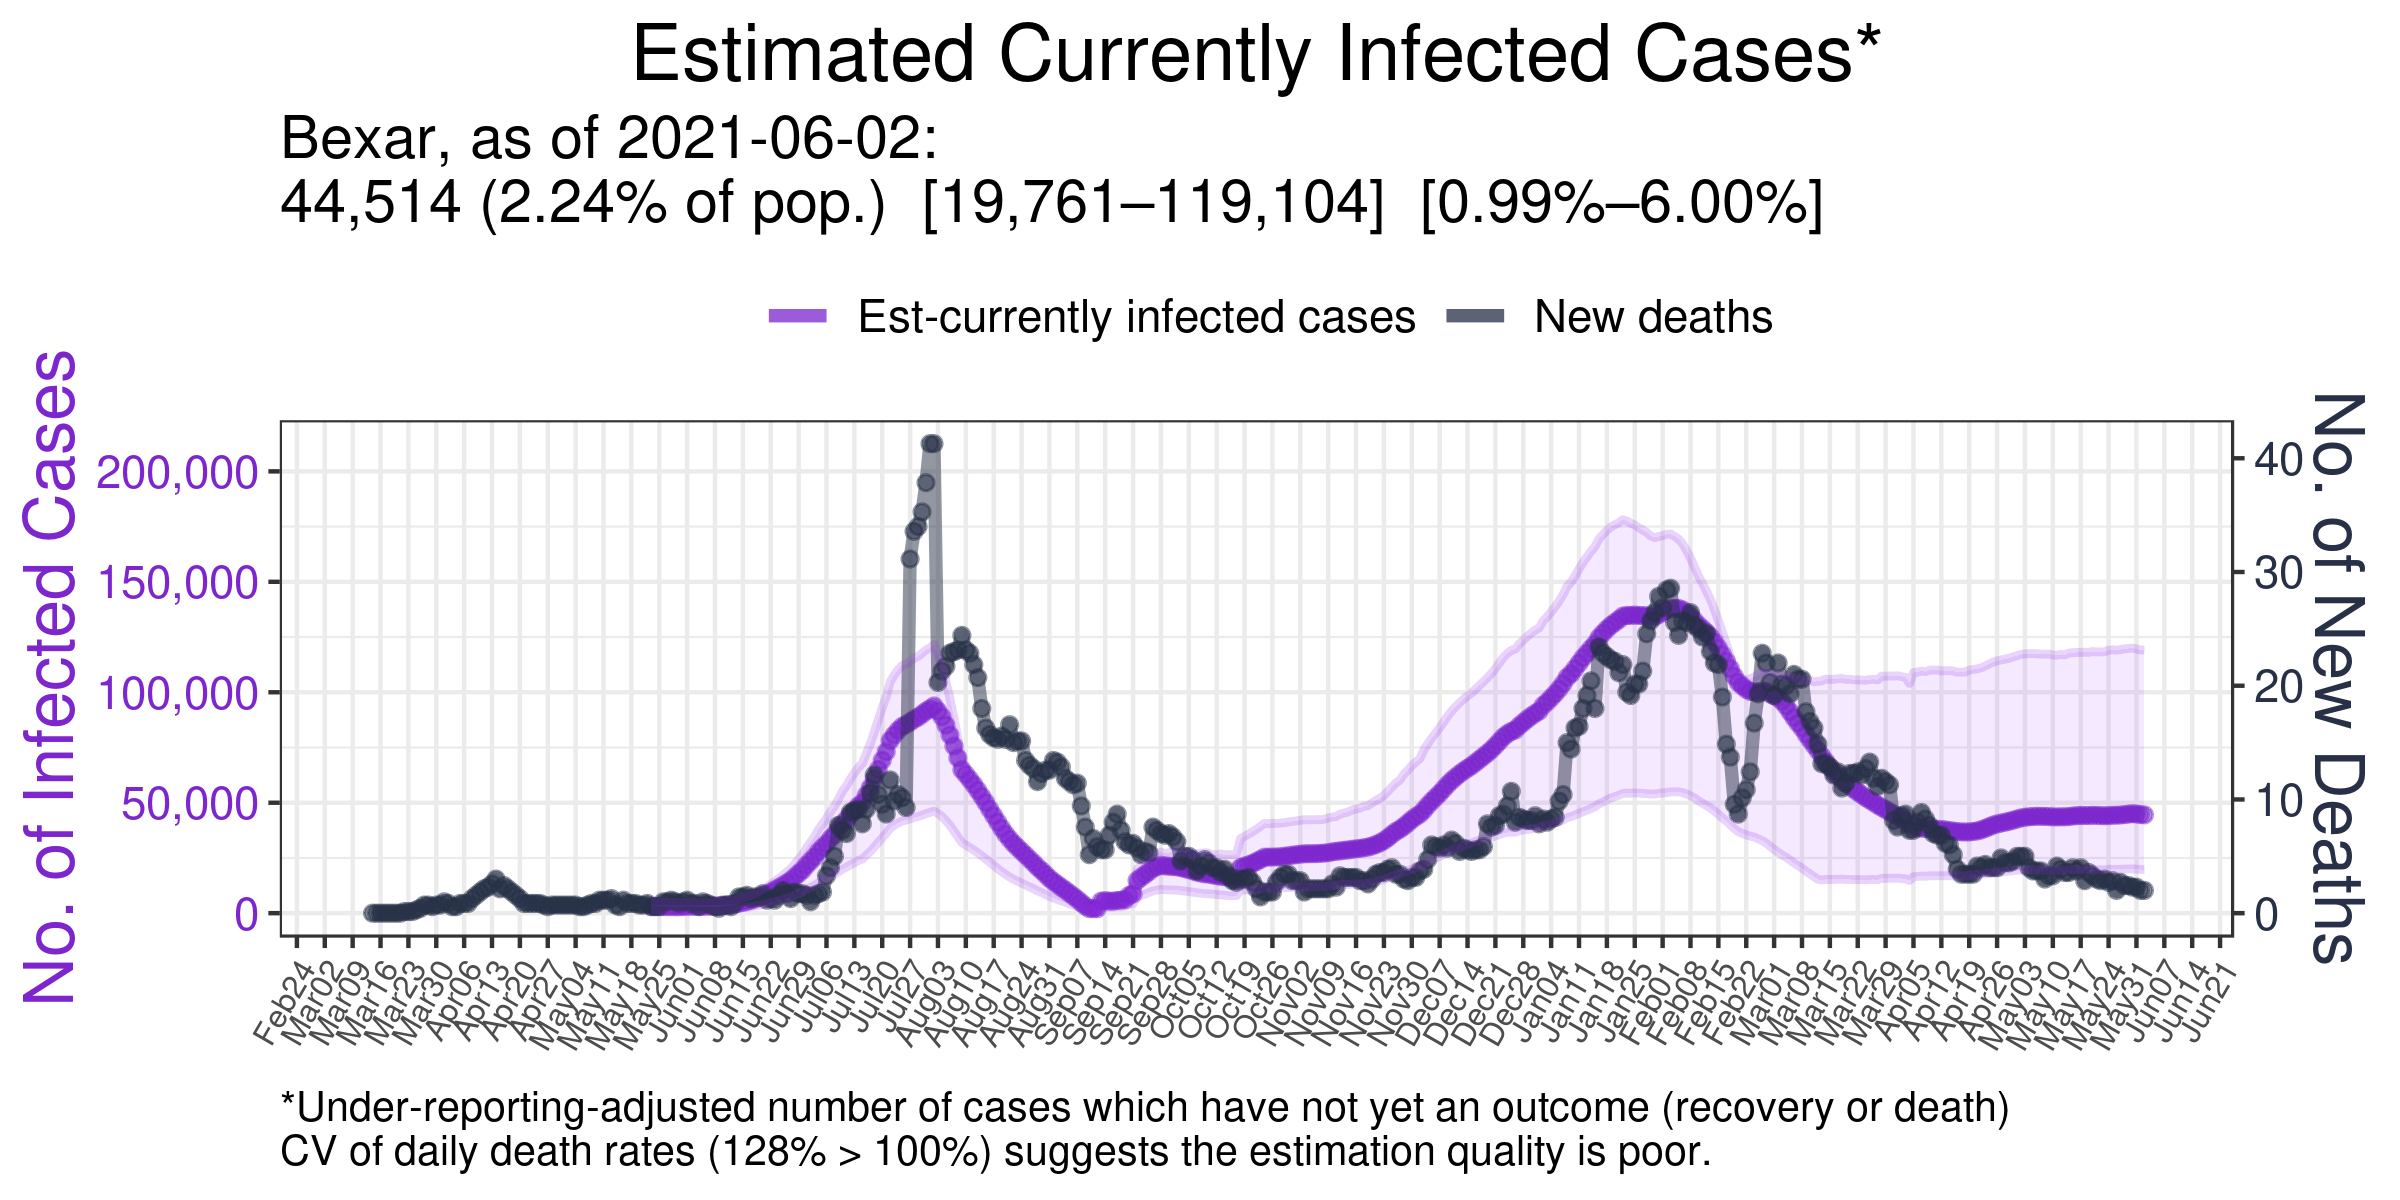 Estimated Currently Infected Cases*
Bexar, as of 2021-06-02:
44,514 (2.24% of pop.) [19,761–119,104] [0.99%–6.00%]
Est-currently infected cases
New deaths
No. of Infected Cases
200,000
150,000
100,000
50,000
0
40
30
20
10
0
No. of New Deaths
Feb24
Mar02
Mar09
Mar16
Mar23
Mar30
Apr06
Apr13
Apr20
Apr27
May04
May11
May18
May25
Jun01
Jun08
Jun15
Jun22
Jun29
Jul06
Jul13
Jul20
Jul27
Aug03
Aug10
Aug17
Aug24
Aug31
Sep07
Sep14
Sep21
Sep28
Oct05
Oct12
Oct19
Oct26
Nov02
Nov09
Nov16
Nov23
Nov30
Dec07
Dec14
Dec21
Dec28
Jan04
Jan11
Jan18
Jan25
Feb01
Feb08
Feb15
Feb22
Mar01
Mar08
Mar15
Mar22
Mar29
Apr05
Apr12
Apr19
Apr26
May03
May10
May17
May24
May31
Jun07
Jun14
Jun21
*Under-reporting-adjusted number of cases which have not yet an outcome (recovery or death)
CV of daily death rates (128% > 100%) suggests the estimation quality is poor.